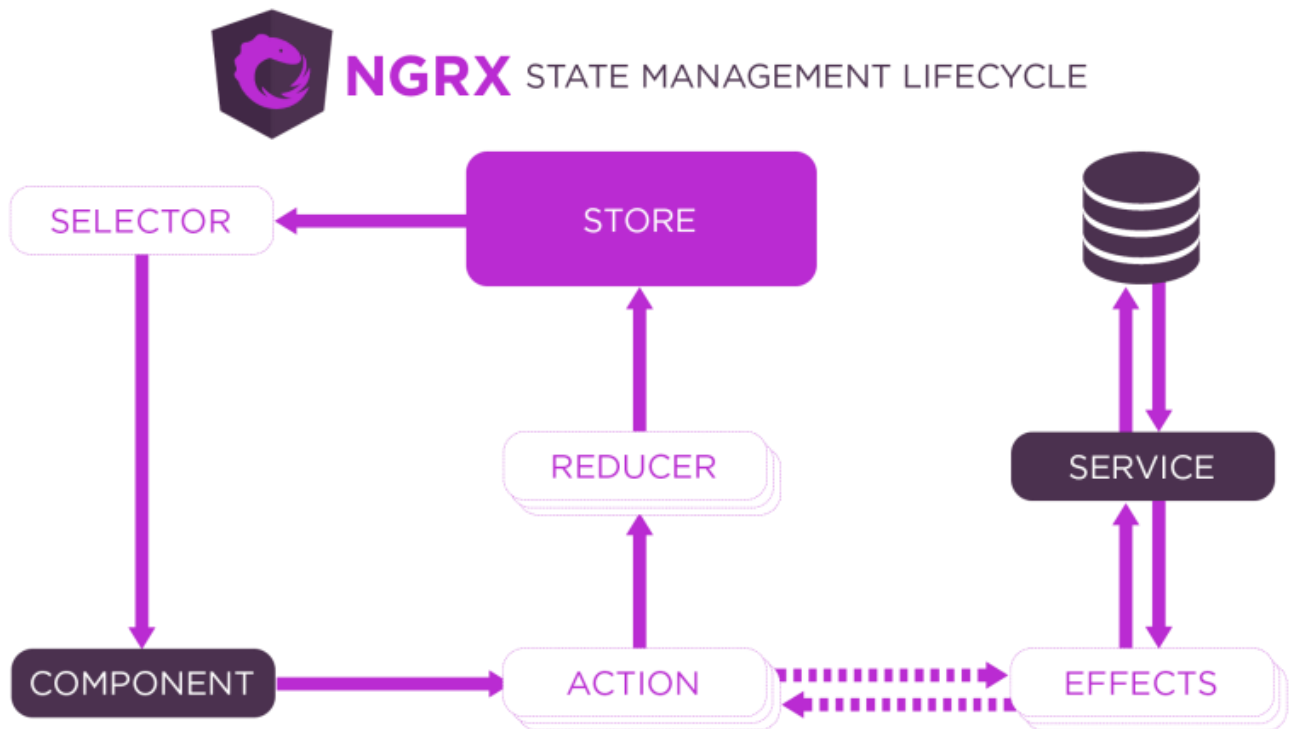 NGRX STATE MANAGEMENT LIFECYCLE
SELECTOR
STORE
REDUCER
SERVICE
COMPONENT
ACTION
EFFECTS